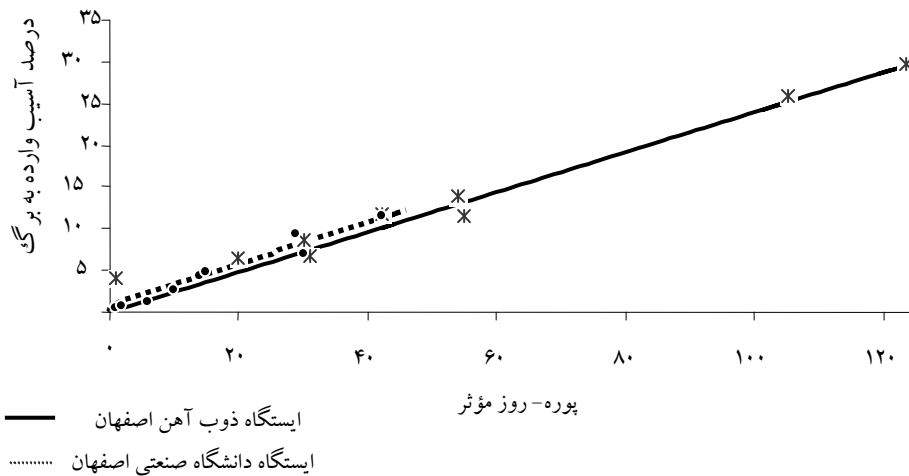 درصد آسیب وارده به برگ
۳۵
۳۰
۲۵
۲۰
۱۵
۱۰
۵
۰ ۲۰ ۴۰ ۶۰ ۸۰ ۱۰۰ ۱۲۰
پوره-روز مؤثر
ایستگاه ذوب آهن اصفهان
ایستگاه دانشگاه صنعتی اصفهان